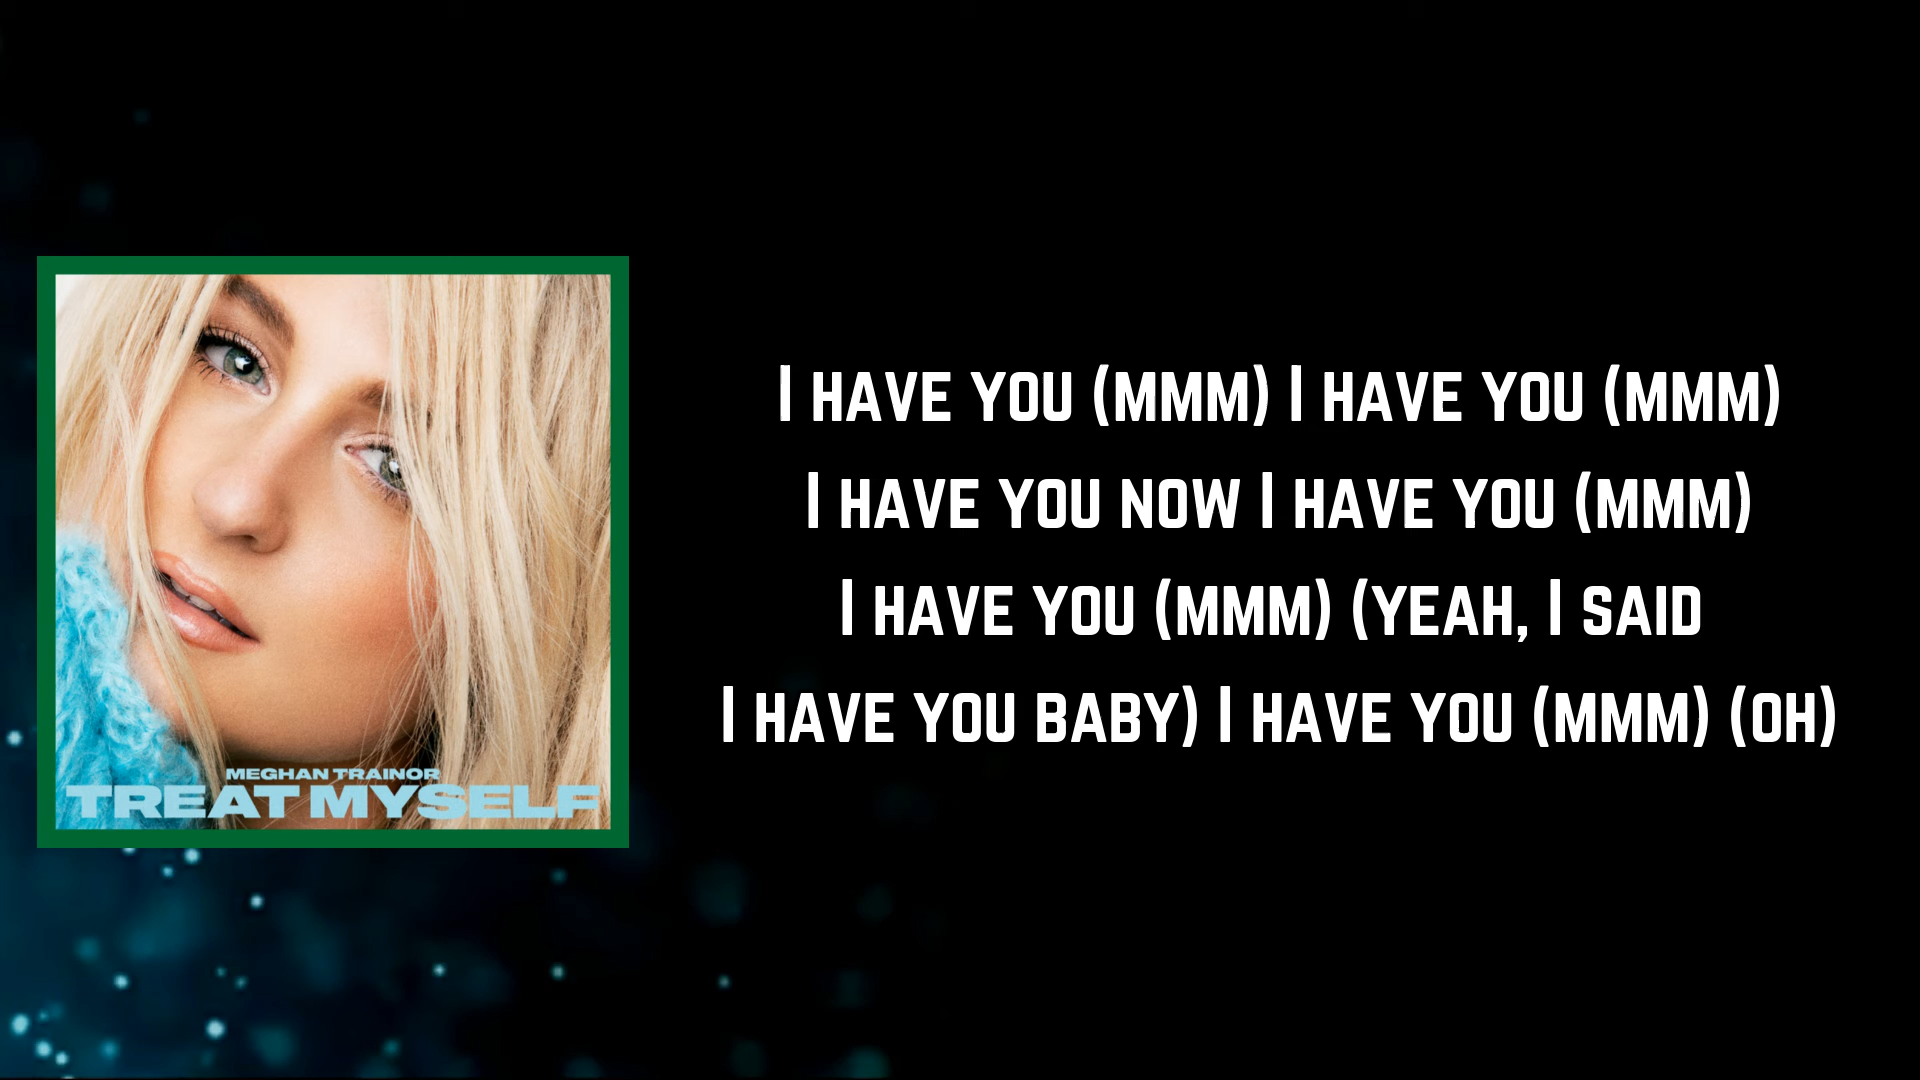 MEGHAN TRAINOR
TREAT MYSELF
I HAVE YOU (MMM) I HAVE YOU (MMM)
I HAVE YOU NOW I HAVE YOU (MMM)
I HAVE YOU (MMM) (YEAH, I SAID
I HAVE YOU BABY) I HAVE YOU (MMM) (OH)